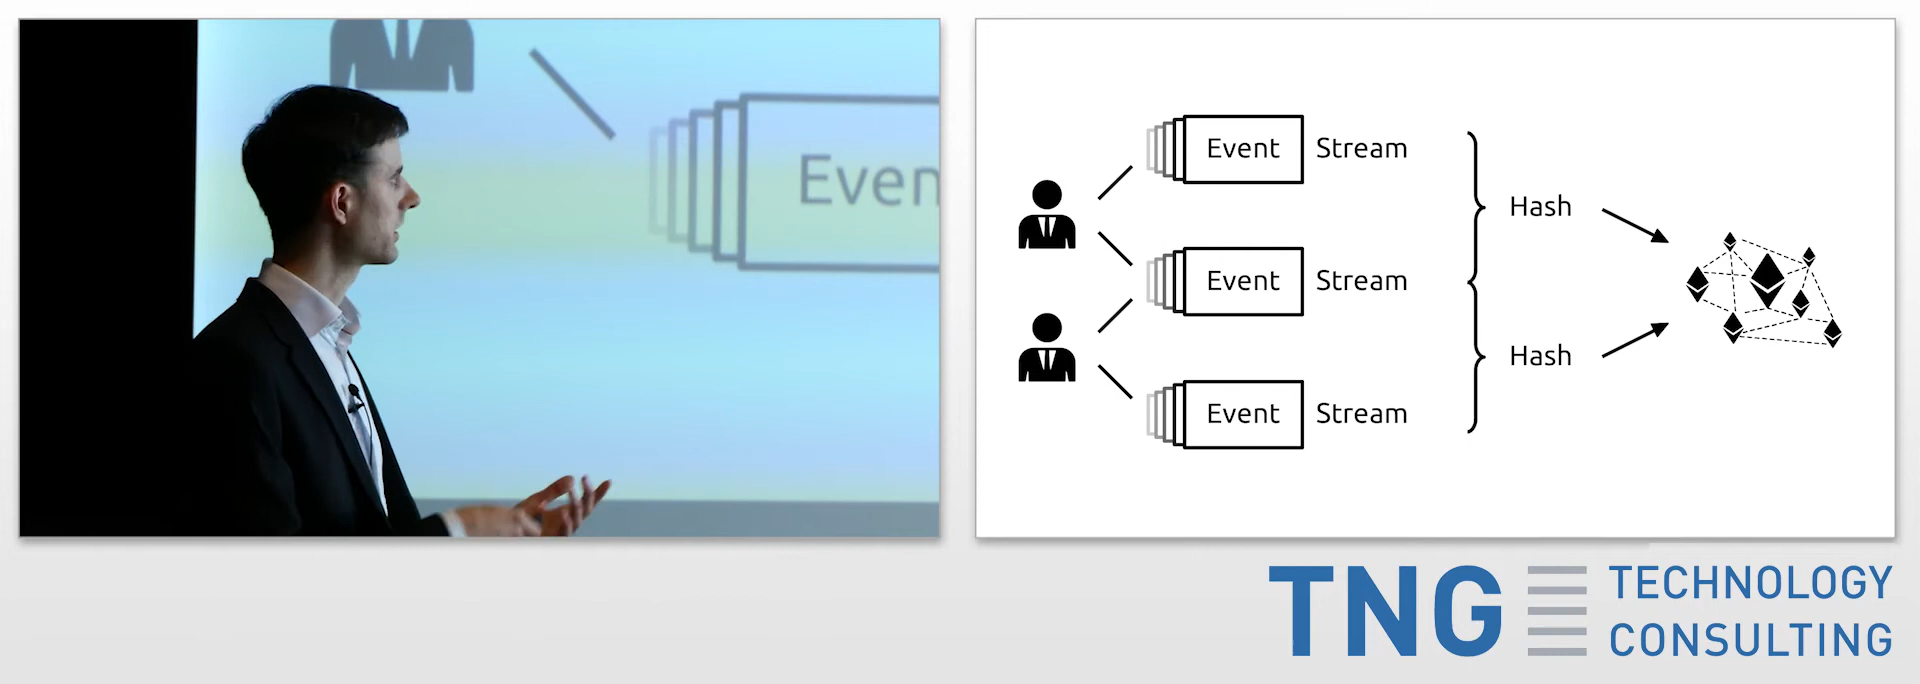 Even
Event Stream
Hash
Event Stream
Hash
Event Stream
TNG TECHNOLOGY
CONSULTING